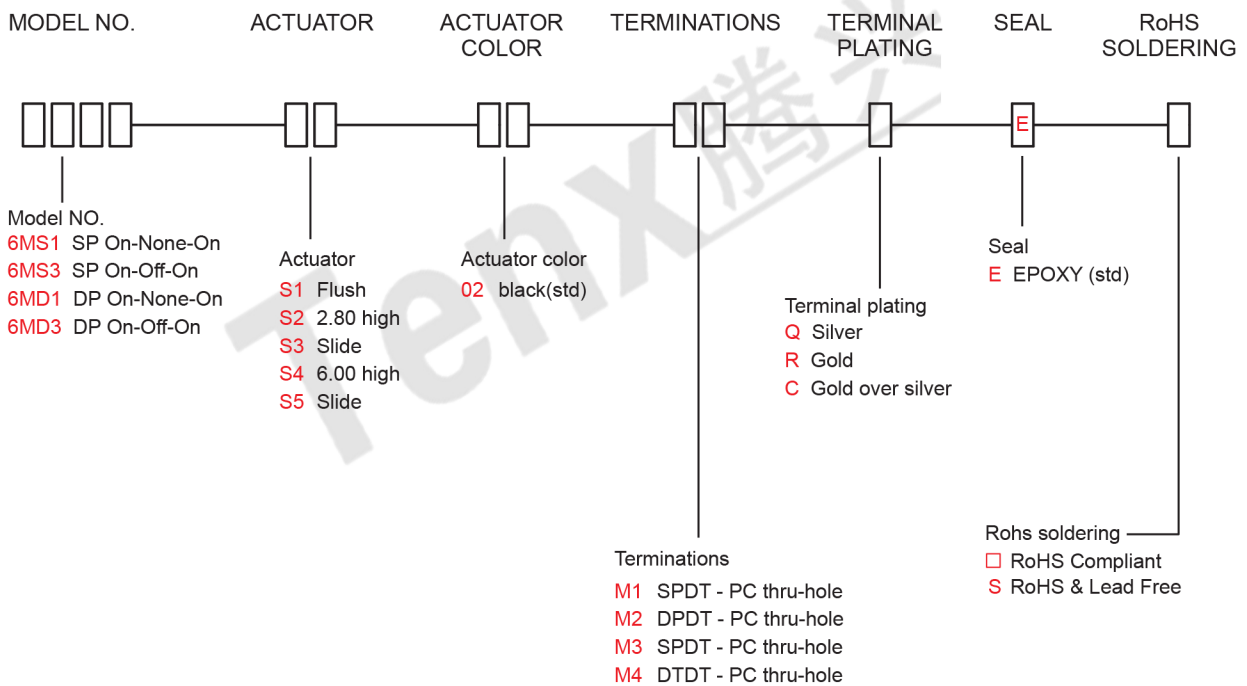 MODEL NO.
ACTUATOR
ACTUATOR
COLOR
TERMINATIONS
TERMINAL
PLATING
SEAL
RoHS
SOLDERING
E
Model NO.
6MS1 SP On-None-On
6MS3 SP On-Off-On
6MD1 DP On-None-On
6MD3 DP On-Off-On
Actuator
S1 Flush
S2 2.80 high
S3 Slide
S4 6.00 high
S5 Slide
Actuator color
02 black(std)
Terminations
M1 SPDT - PC thru-hole
M2 DPDT - PC thru-hole
M3 SPDT - PC thru-hole
M4 DTDT - PC thru-hole
Terminal plating
Q Silver
R Gold
C Gold over silver
Seal
E EPOXY (std)
Rohs soldering
□ RoHS Compliant
S RoHS & Lead Free
Tenx腾兴